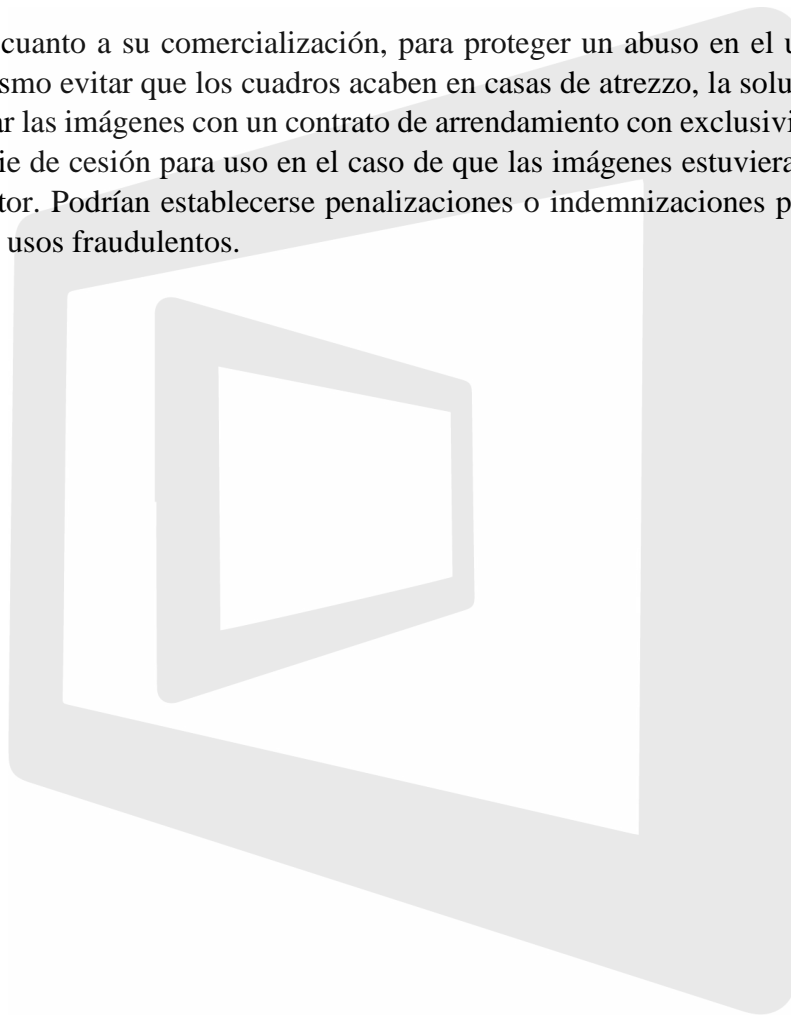 cuanto a su comercialización, para proteger un abuso en el u
smo evitar que los cuadros acaben en casas de atrezzo, la solu
ar las imágenes con un contrato de arrendamiento con exclusivi
ie de cesión para uso en el caso de que las imágenes estuviera
tor. Podrían establecerse penalizaciones o indemnizaciones p
usos fraudulentos.